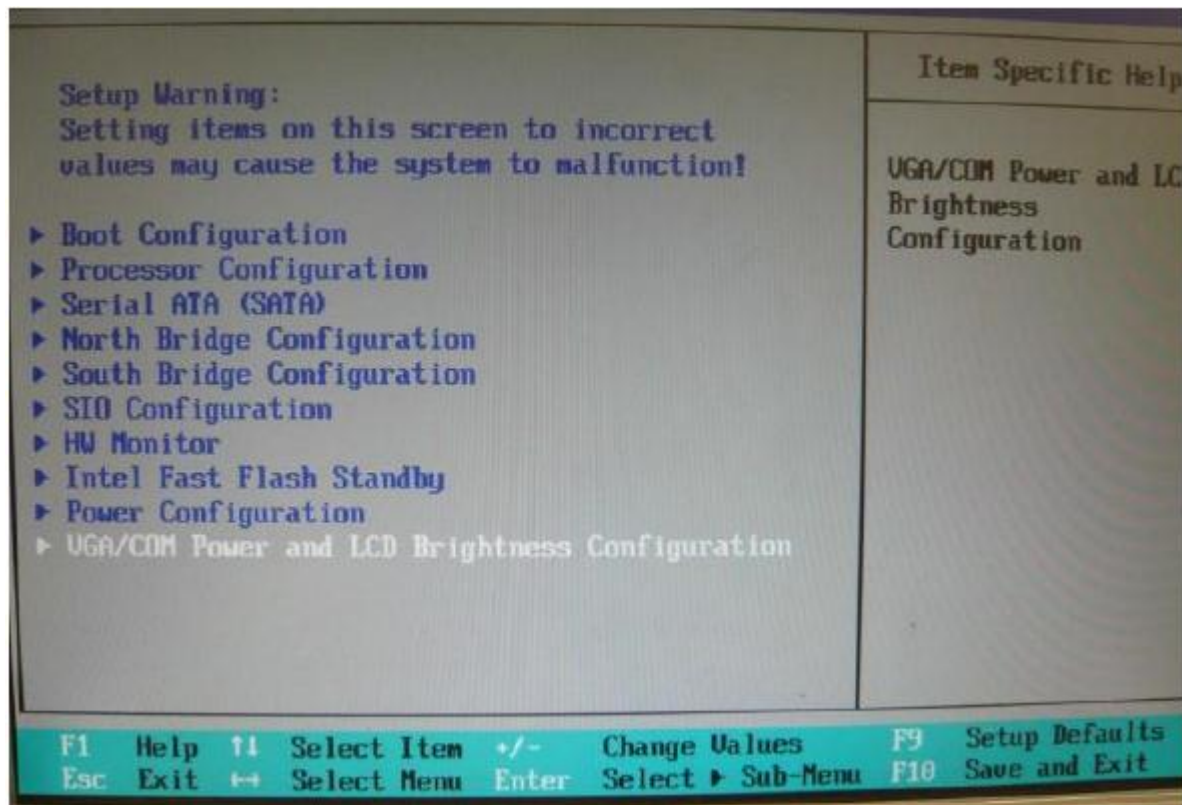 Setup Warning:
Setting items on this screen to incorrect
values may cause the system to malfunction!
▶ Boot Configuration
▶ Processor Configuration
▶ Serial ATA (SATA)
▶ North Bridge Configuration
▶ South Bridge Configuration
▶ SIO Configuration
▶ HW Monitor
▶ Intel Fast Flash Standby
▶ Power Configuration
▶ VGA/COM Power and LCD Brightness Configuration
Item Specific Help
VGA/COM Power and LC
Brightness
Configuration
F1 Help ↑↓ Select Item +/- Change Values F9 Setup Defaults
Esc Exit ↔ Select Menu Enter Select ▶ Sub-Menu F10 Save and Exit